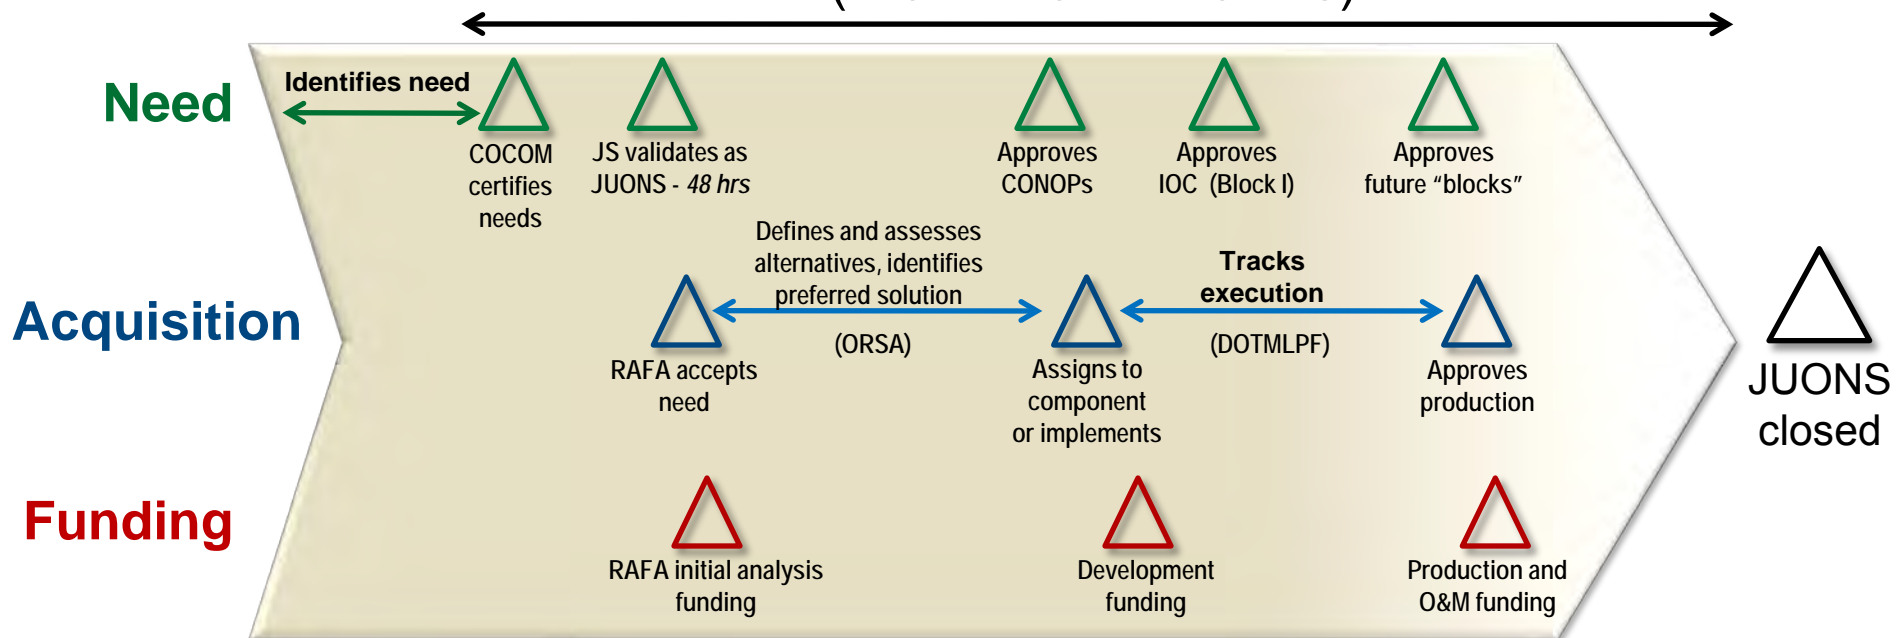 Need
Identifies need
COCOM
certifies
needs
JS validates as
JUONS - 48 hrs
Approves
CONOPs
Approves
IOC (Block I)
Approves
future “blocks”
Acquisition
Defines and assesses
alternatives, identifies
preferred solution
(ORSA)
Tracks
execution
(DOTMLPF)
RAFA accepts
need
Assigns to
component
or implements
Approves
production
JUONS
closed
Funding
RAFA initial analysis
funding
Development
funding
Production and
O&M funding